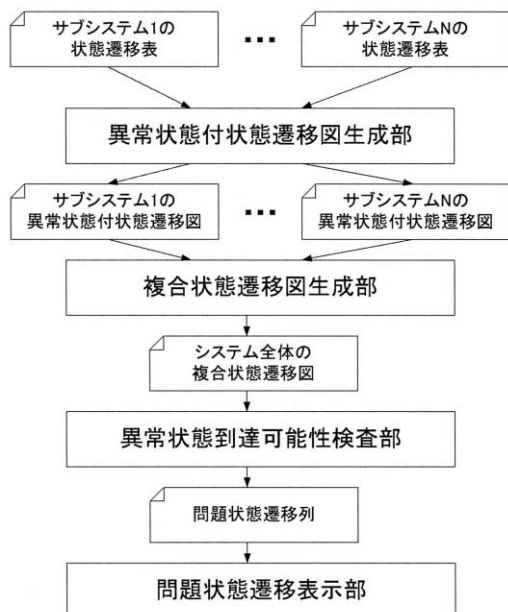 サブシステム1の
状態遷移表
…
サブシステムNの
状態遷移表
異常状態付状態遷移図生成部
サブシステム1の
異常状態付状態遷移図
…
サブシステムNの
異常状態付状態遷移図
複合状態遷移図生成部
システム全体の
複合状態遷移図
異常状態到達可能性検査部
問題状態遷移列
問題状態遷移表示部